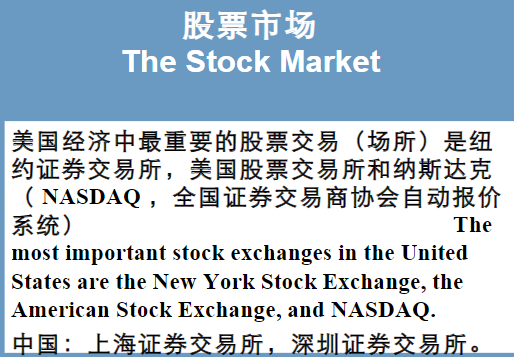 股票市场
The Stock Market
美国经济中最重要的股票交易（场所）是纽
约证券交易所，美国股票交易所和纳斯达克
（ NASDAQ ，全国证券交易商协会自动报价
系统） The
most important stock exchanges in the United
States are the New York Stock Exchange, the
American Stock Exchange, and NASDAQ.
中国：上海证券交易所，深圳证券交易所。